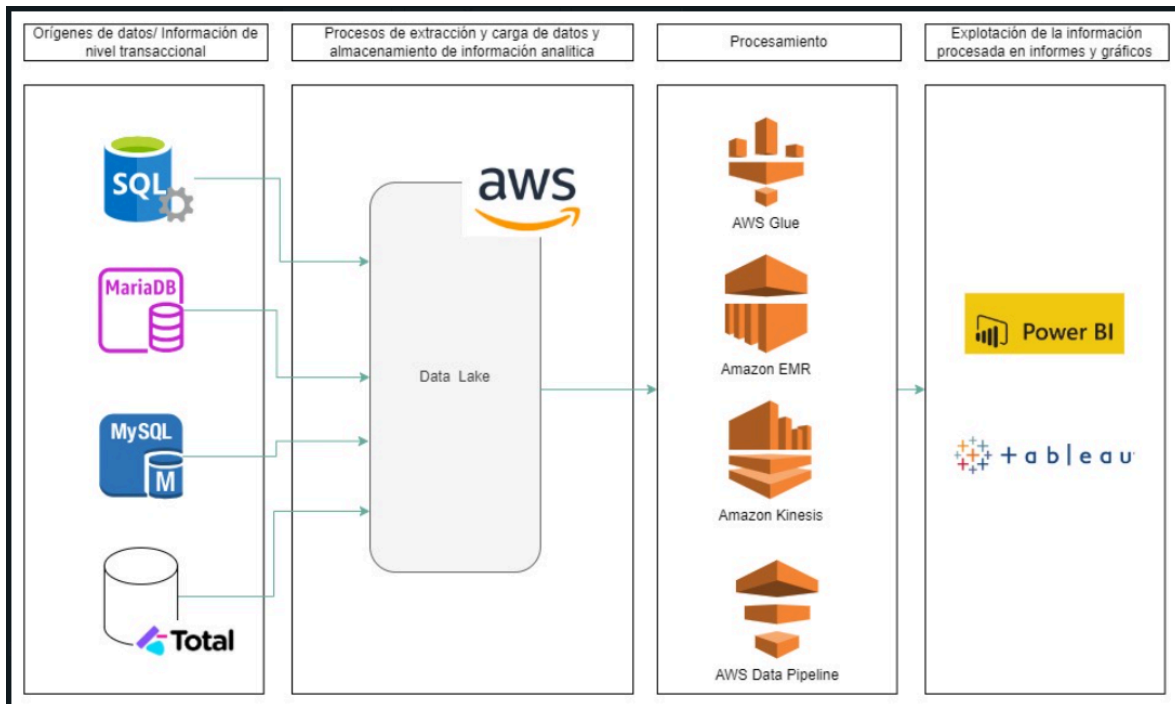 Orígenes de datos/ Información de
nivel transaccional
Procesos de extracción y carga de datos y
almacenamiento de información analitica
Procesamiento
Explotación de la información
procesada en informes y gráficos
SQL
MariaDB
MySQL
M
Total
aws
Data Lake
AWS Glue
Amazon EMR
Amazon Kinesis
AWS Data Pipeline
Power BI
+ableau